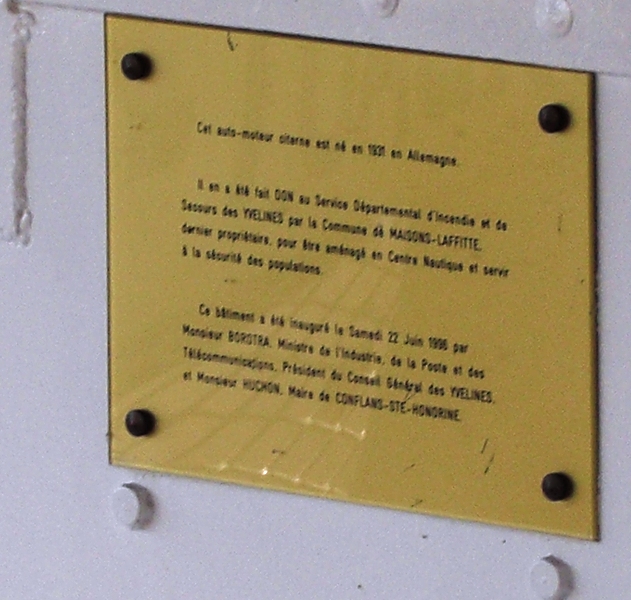 Cet auto-moteur citerne est né en 1931 en Allemagne.
Il en a été fait DON au Service Départemental d'Incendie et de
Secours des YVELINES par la Commune de MAISONS-LAFFITTE,
dernier propriétaire, pour être aménagé en Centre Nautique et servir
à la sécurité des populations.
Ce bâtiment a été inauguré le Samedi 22 Juin 1996 par
Monsieur BOROTRA, Ministre de l'Industrie, de la Poste et des
Télécommunications, Président du Conseil Général des YVELINES,
et Monsieur HUCHON, Maire de CONFLANS-STE-HONORINE.